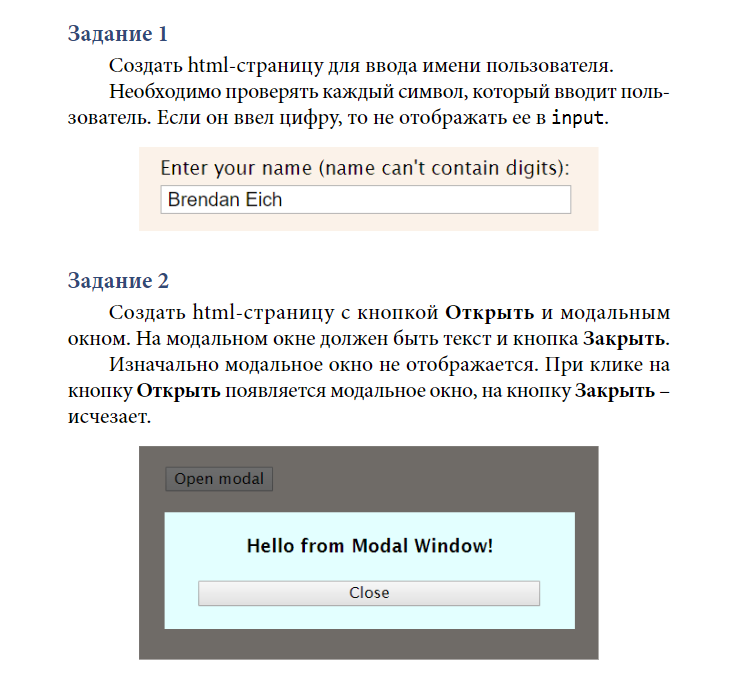 Задание 1
Создать html-страницу для ввода имени пользователя.
Необходимо проверять каждый символ, который вводит поль-
зователь. Если он ввел цифру, то не отображать ее в input.
Enter your name (name can't contain digits):
Brendan Eich
Задание 2
Создать html-страницу с кнопкой Открыть и модальным
окном. На модальном окне должен быть текст и кнопка Закрыть.
Изначально модальное окно не отображается. При клике на
кнопку Открыть появляется модальное окно, на кнопку Закрыть –
исчезает.
Open modal
Hello from Modal Window!
Close